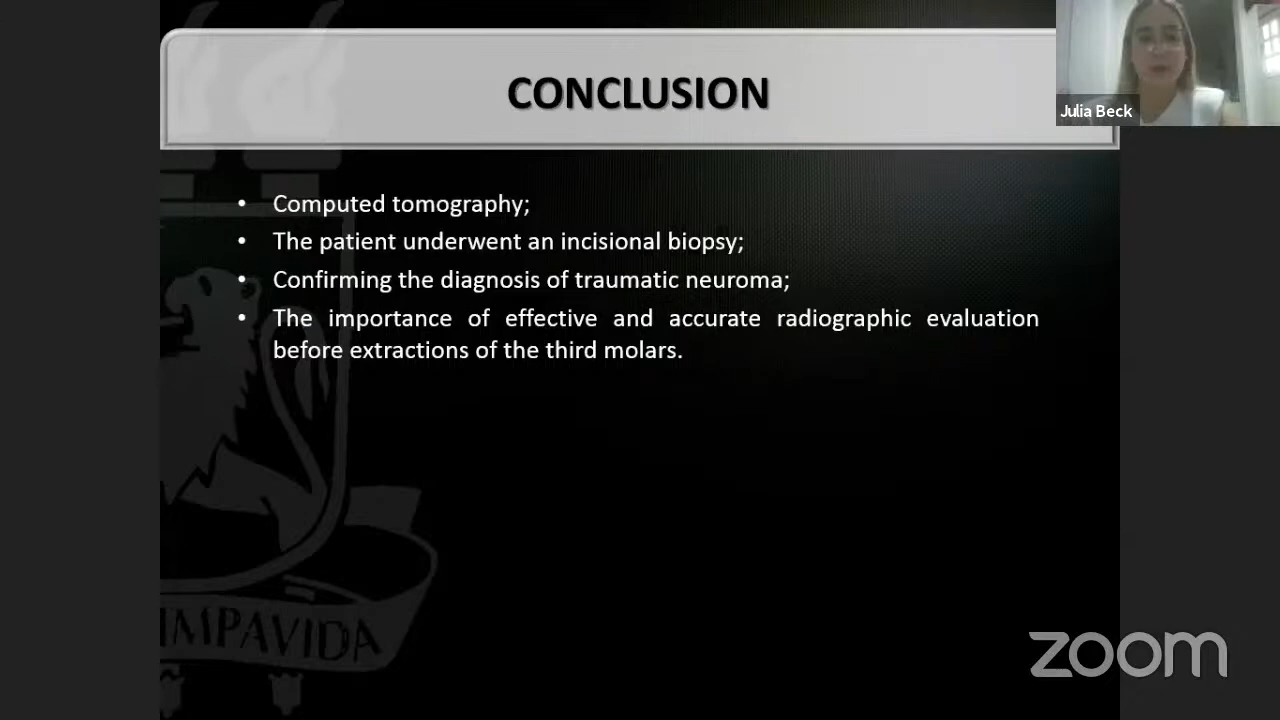 CONCLUSION
Julia Beck
• Computed tomography;
• The patient underwent an incisional biopsy;
• Confirming the diagnosis of traumatic neuroma;
• The importance of effective and accurate radiographic evaluation
before extractions of the third molars.
IMPAVIDA
zoom